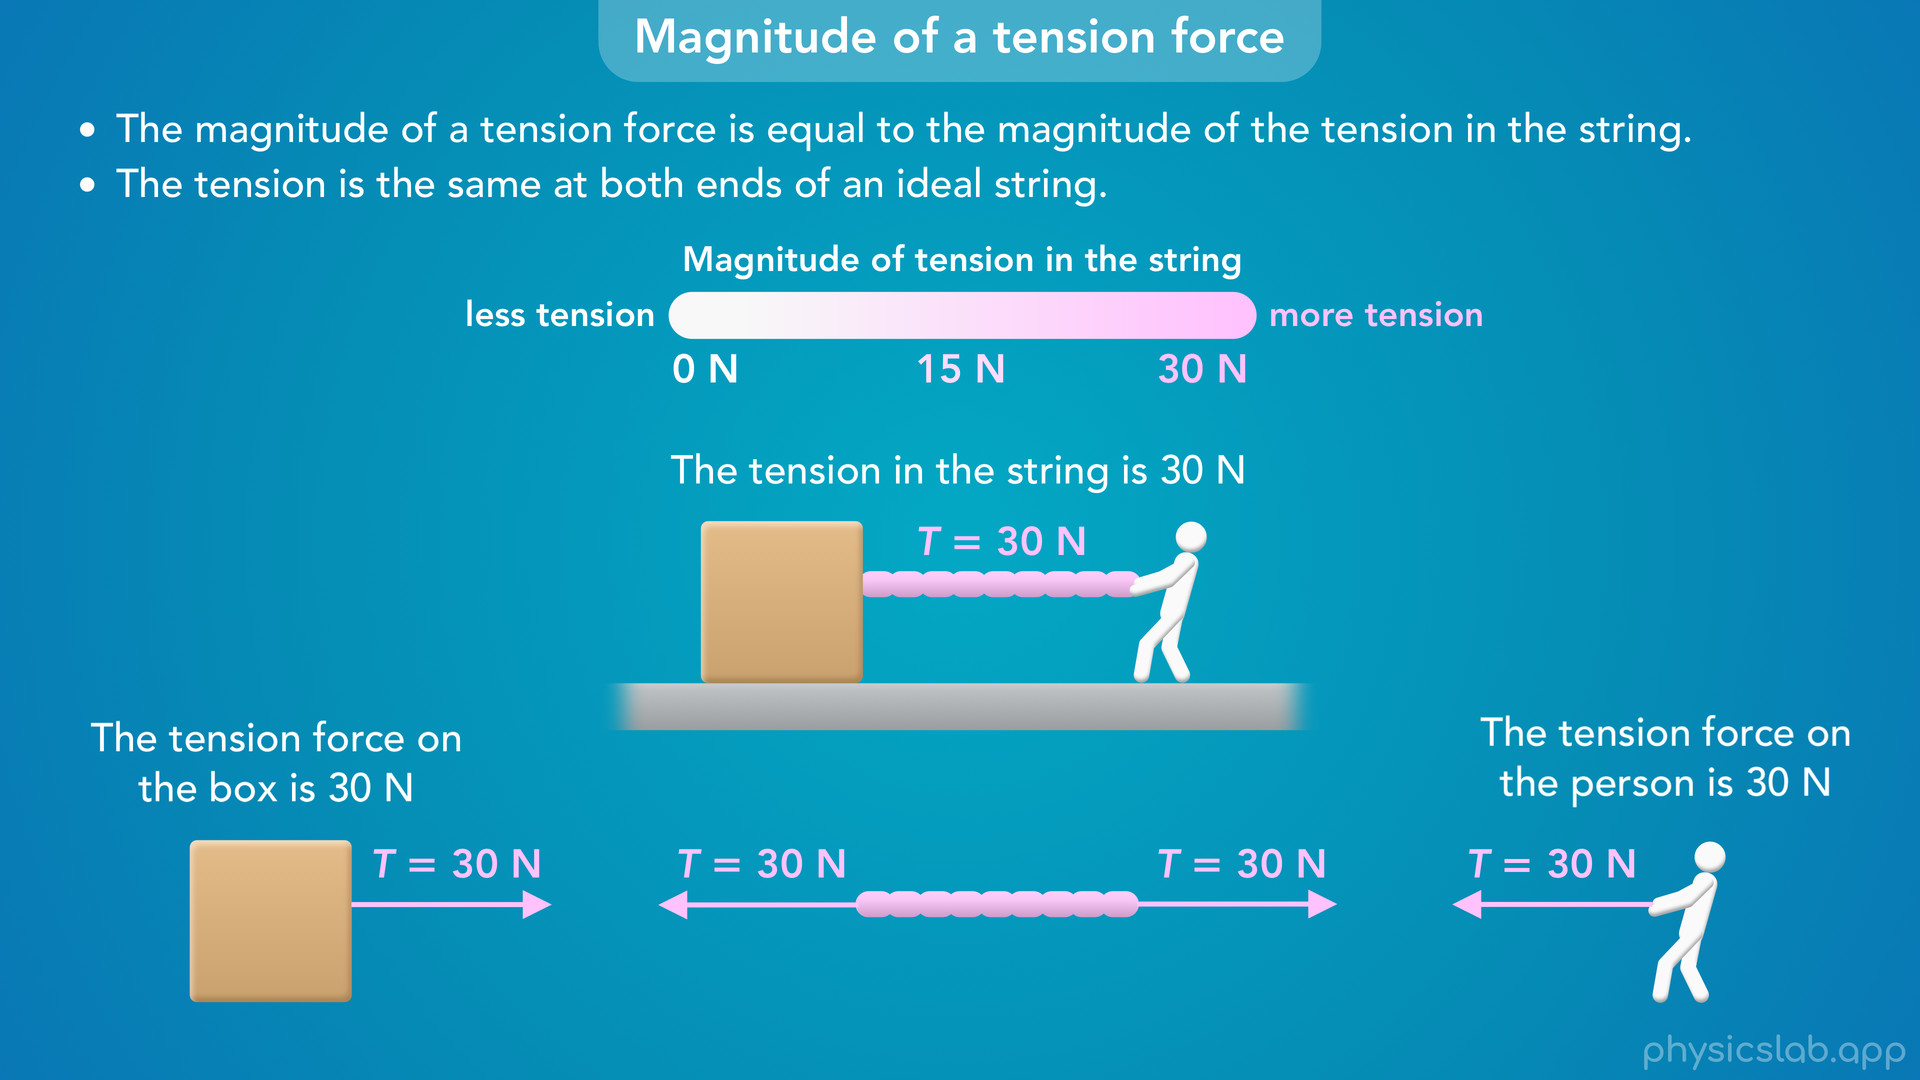 Magnitude of a tension force
• The magnitude of a tension force is equal to the magnitude of the tension in the string.
• The tension is the same at both ends of an ideal string.
Magnitude of tension in the string
less tension more tension
0 N 15 N 30 N
The tension in the string is 30 N
T = 30 N
The tension force on
the box is 30 N
The tension force on
the person is 30 N
T = 30 N T = 30 N T = 30 N T = 30 N
physicslab.app